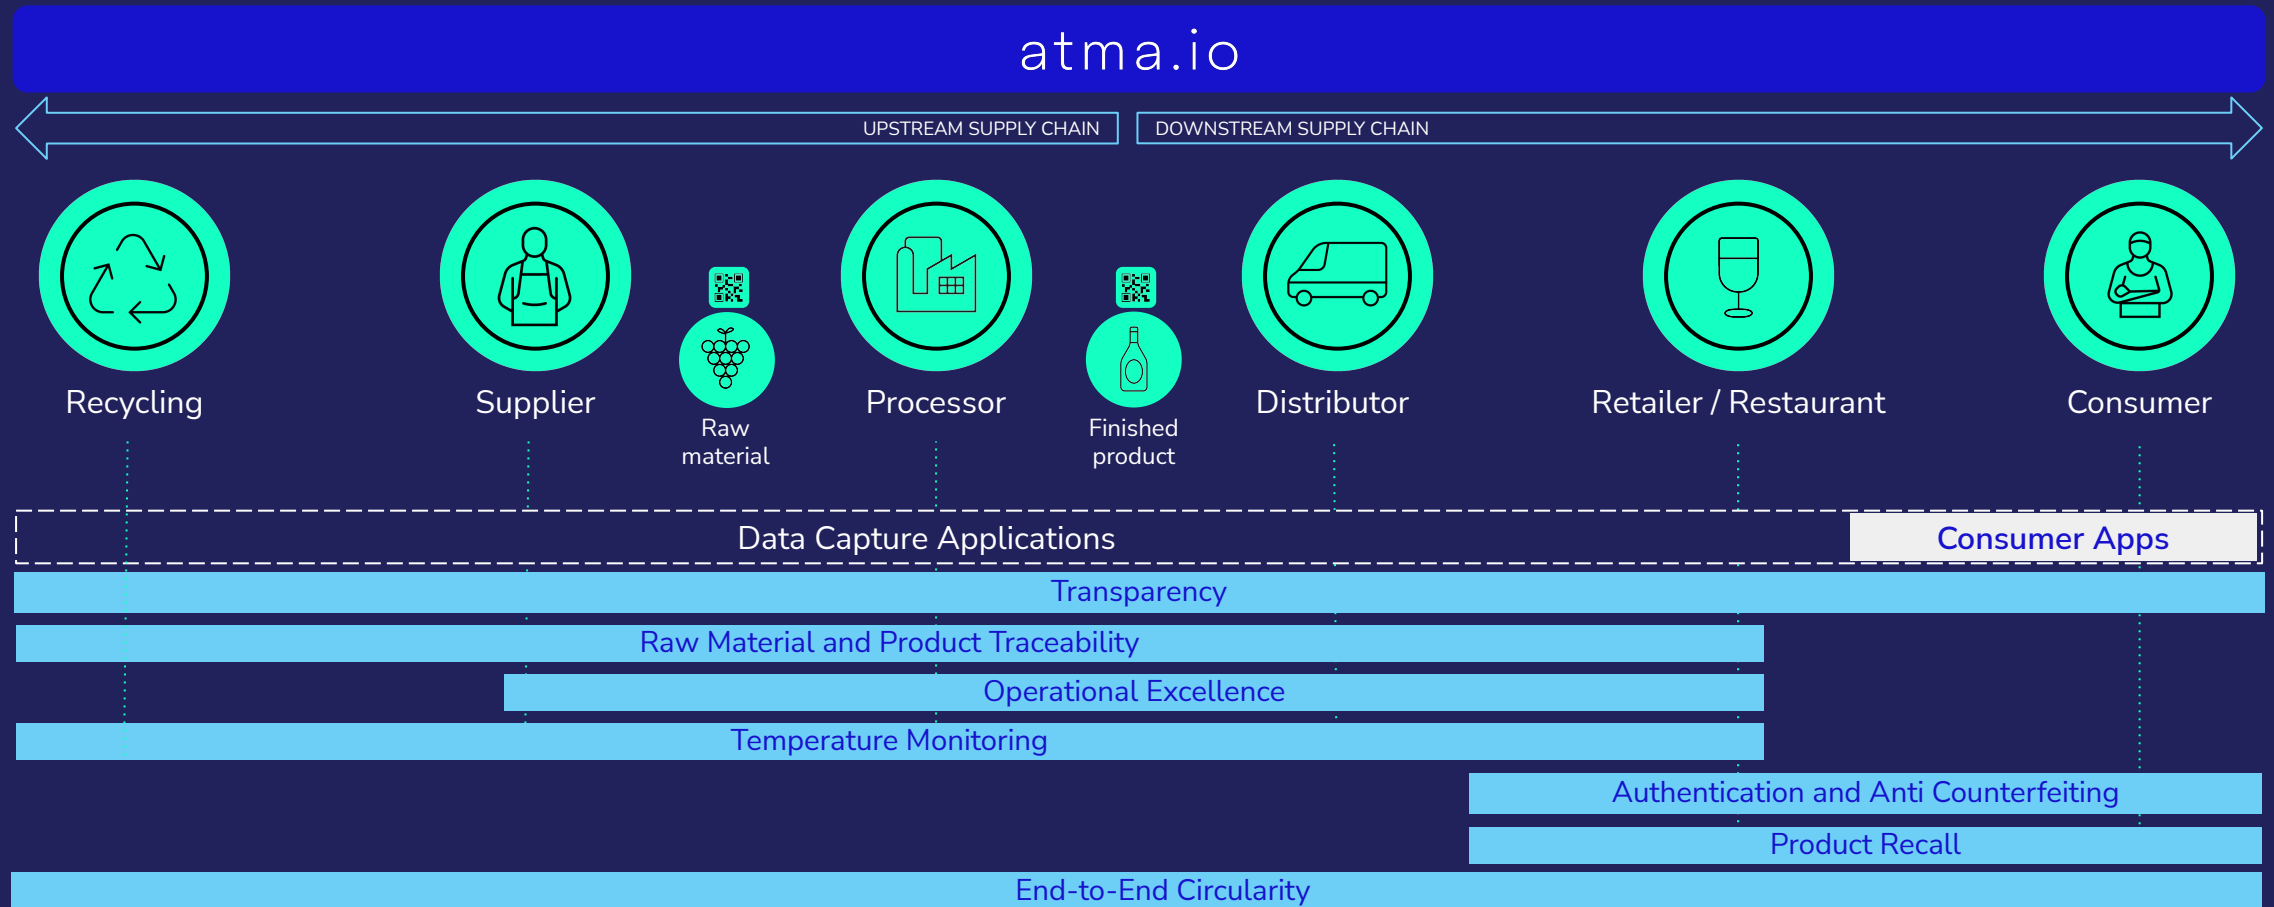 atma.io
UPSTREAM SUPPLY CHAIN
DOWNSTREAM SUPPLY CHAIN
Recycling
Supplier
Raw
material
Processor
Finished
product
Distributor
Retailer / Restaurant
Consumer
Data Capture Applications
Consumer Apps
Transparency
Raw Material and Product Traceability
Operational Excellence
Temperature Monitoring
Authentication and Anti Counterfeiting
Product Recall
End-to-End Circularity